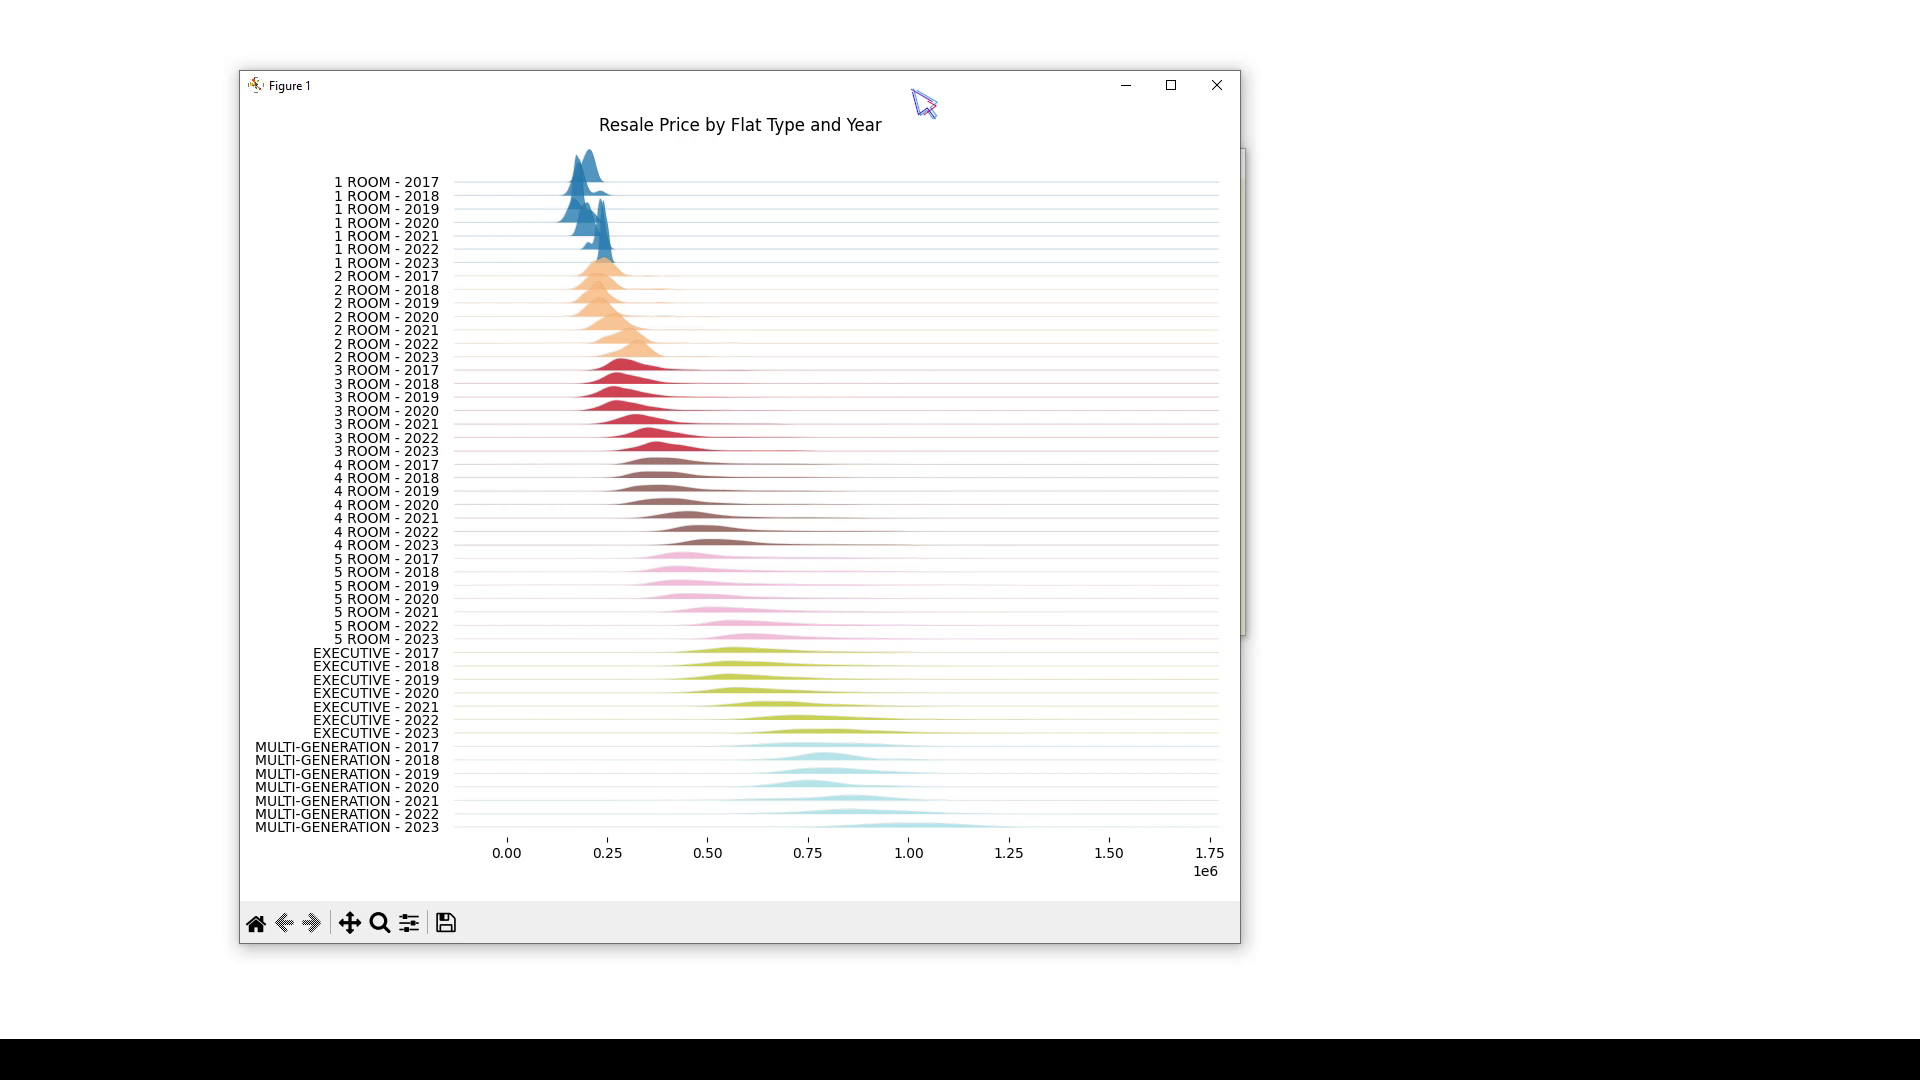 Figure 1
Resale Price by Flat Type and Year
1 ROOM - 2017
1 ROOM - 2018
1 ROOM - 2019
1 ROOM - 2020
1 ROOM - 2021
1 ROOM - 2022
1 ROOM - 2023
2 ROOM - 2017
2 ROOM - 2018
2 ROOM - 2019
2 ROOM - 2020
2 ROOM - 2021
2 ROOM - 2022
2 ROOM - 2023
3 ROOM - 2017
3 ROOM - 2018
3 ROOM - 2019
3 ROOM - 2020
3 ROOM - 2021
3 ROOM - 2022
3 ROOM - 2023
4 ROOM - 2017
4 ROOM - 2018
4 ROOM - 2019
4 ROOM - 2020
4 ROOM - 2021
4 ROOM - 2022
4 ROOM - 2023
5 ROOM - 2017
5 ROOM - 2018
5 ROOM - 2019
5 ROOM - 2020
5 ROOM - 2021
5 ROOM - 2022
5 ROOM - 2023
EXECUTIVE - 2017
EXECUTIVE - 2018
EXECUTIVE - 2019
EXECUTIVE - 2020
EXECUTIVE - 2021
EXECUTIVE - 2022
EXECUTIVE - 2023
MULTI-GENERATION - 2017
MULTI-GENERATION - 2018
MULTI-GENERATION - 2019
MULTI-GENERATION - 2020
MULTI-GENERATION - 2021
MULTI-GENERATION - 2022
MULTI-GENERATION - 2023
0.00 0.25 0.50 0.75 1.00 1.25 1.50 1.75
1e6